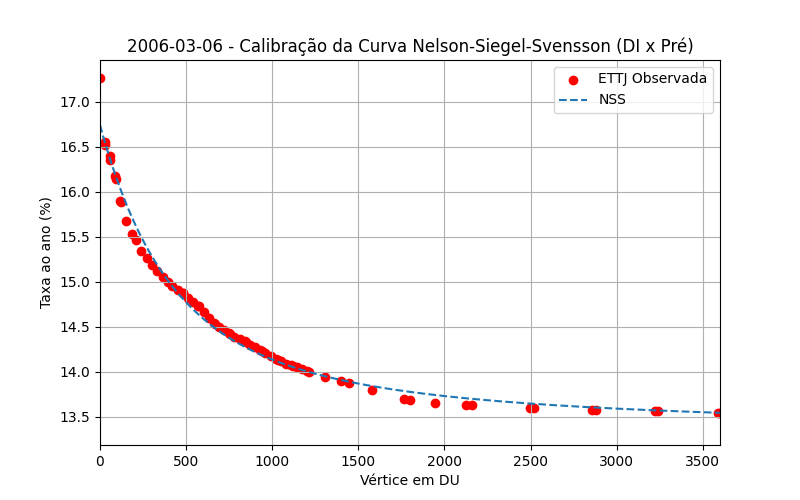 2006-03-06 - Calibração da Curva Nelson-Siegel-Svensson (DI x Pré)
ETTJ Observada
NSS
Taxa ao ano (%)
17.0
16.5
16.0
15.5
15.0
14.5
14.0
13.5
0 500 1000 1500 2000 2500 3000 3500
Vértice em DU